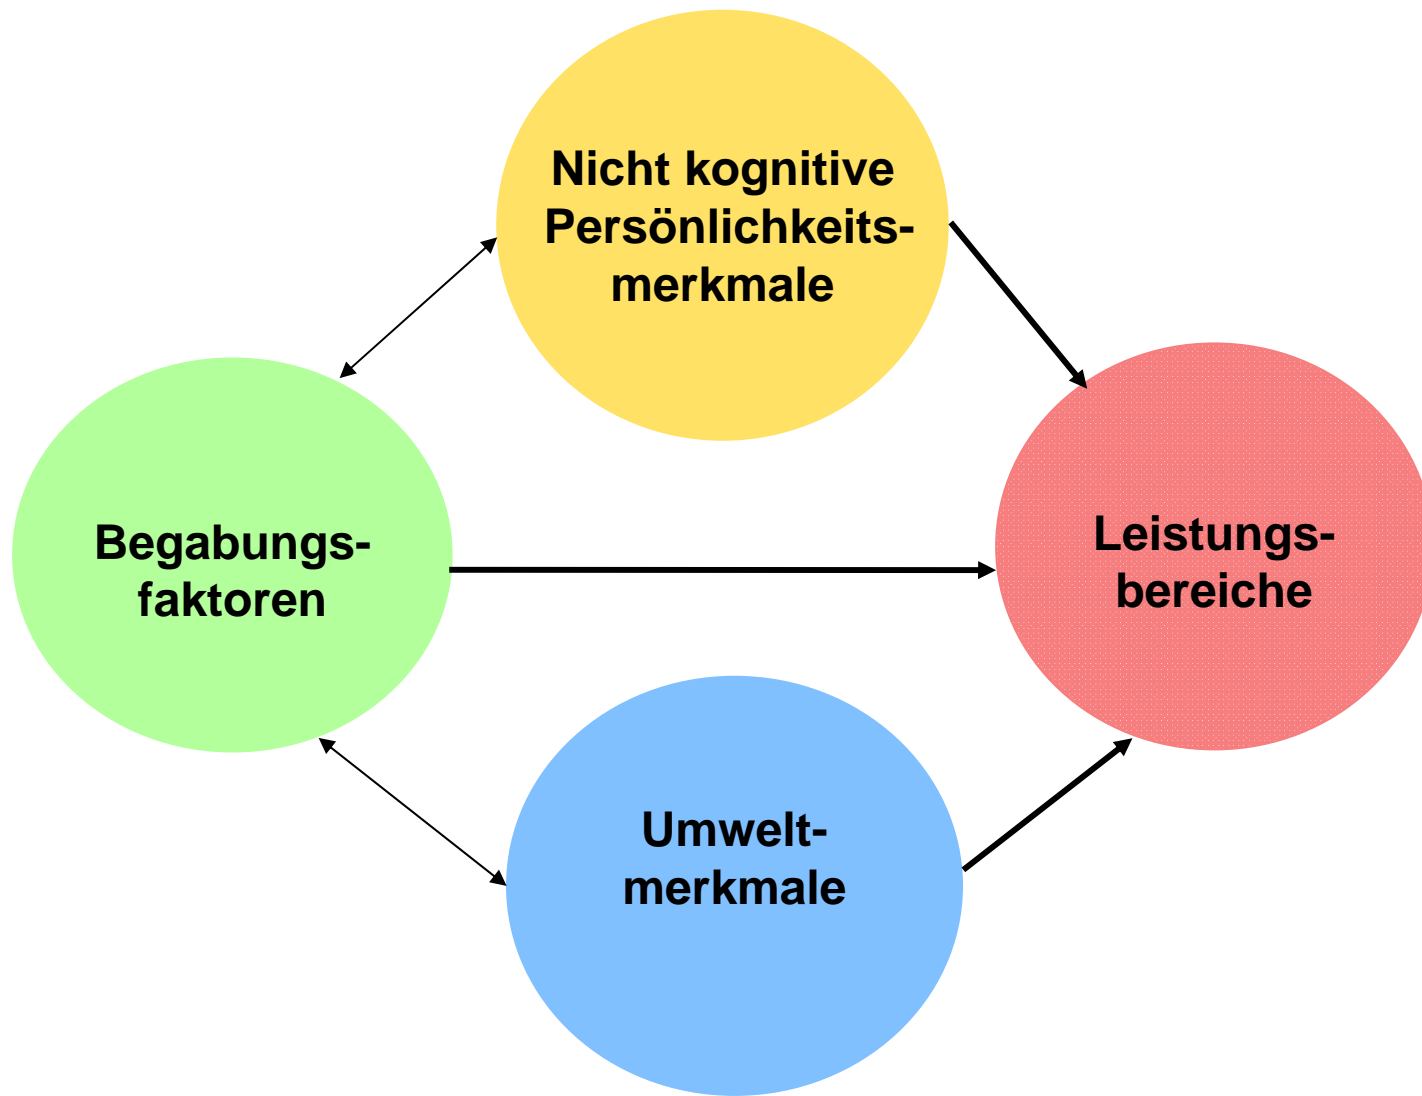 Nicht kognitive
Persönlichkeits-
merkmale
Begabungs-
faktoren
Leistungs-
bereiche
Umwelt-
merkmale